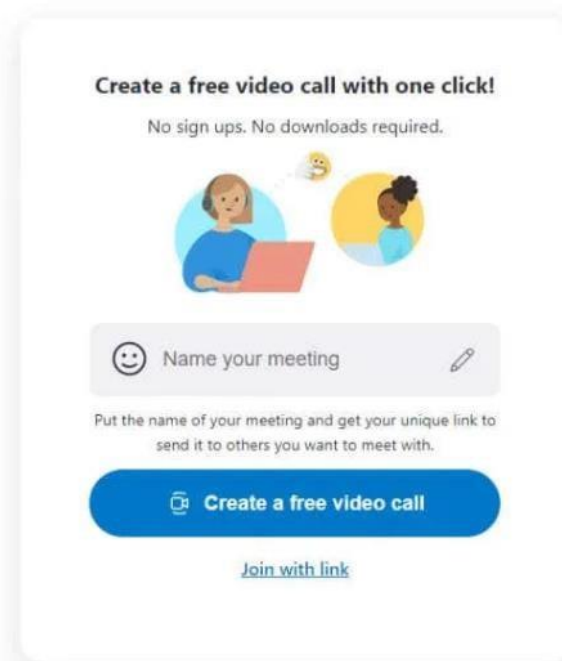 Create a free video call with one click!
No sign ups. No downloads required.
Name your meeting
Put the name of your meeting and get your unique link to
send it to others you want to meet with.
Create a free video call
Join with link